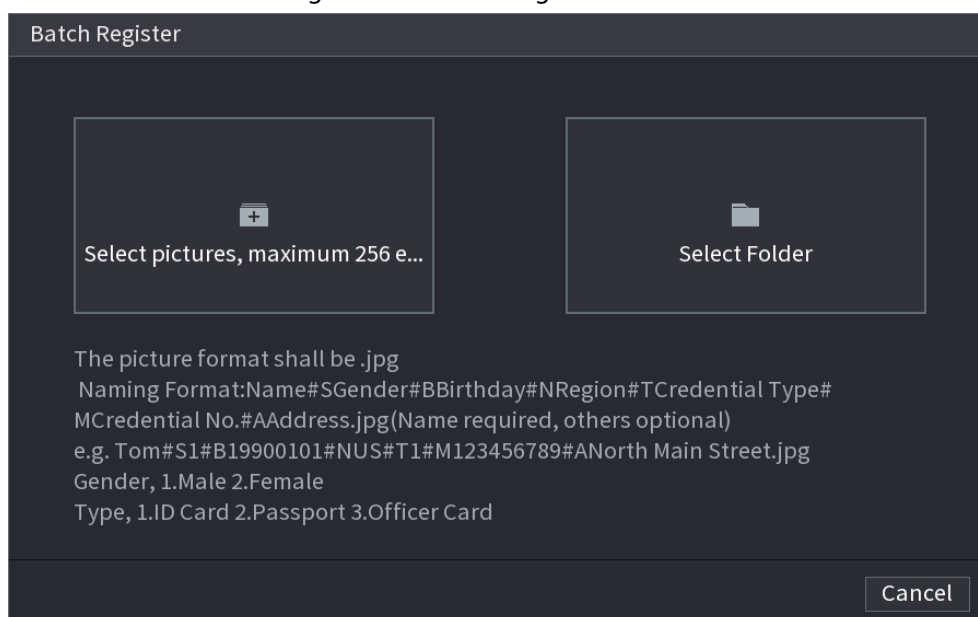 Batch Register
Select pictures, maximum 256 e...
Select Folder
The picture format shall be .jpg
Naming Format:Name#SGender#BBirthday#NRegion#TCredential Type#
MCredential No.#AAddress.jpg(Name required, others optional)
e.g. Tom#S1#B19900101#NUS#T1#M123456789#ANorth Main Street.jpg
Gender, 1.Male 2.Female
Type, 1.ID Card 2.Passport 3.Officer Card
Cancel